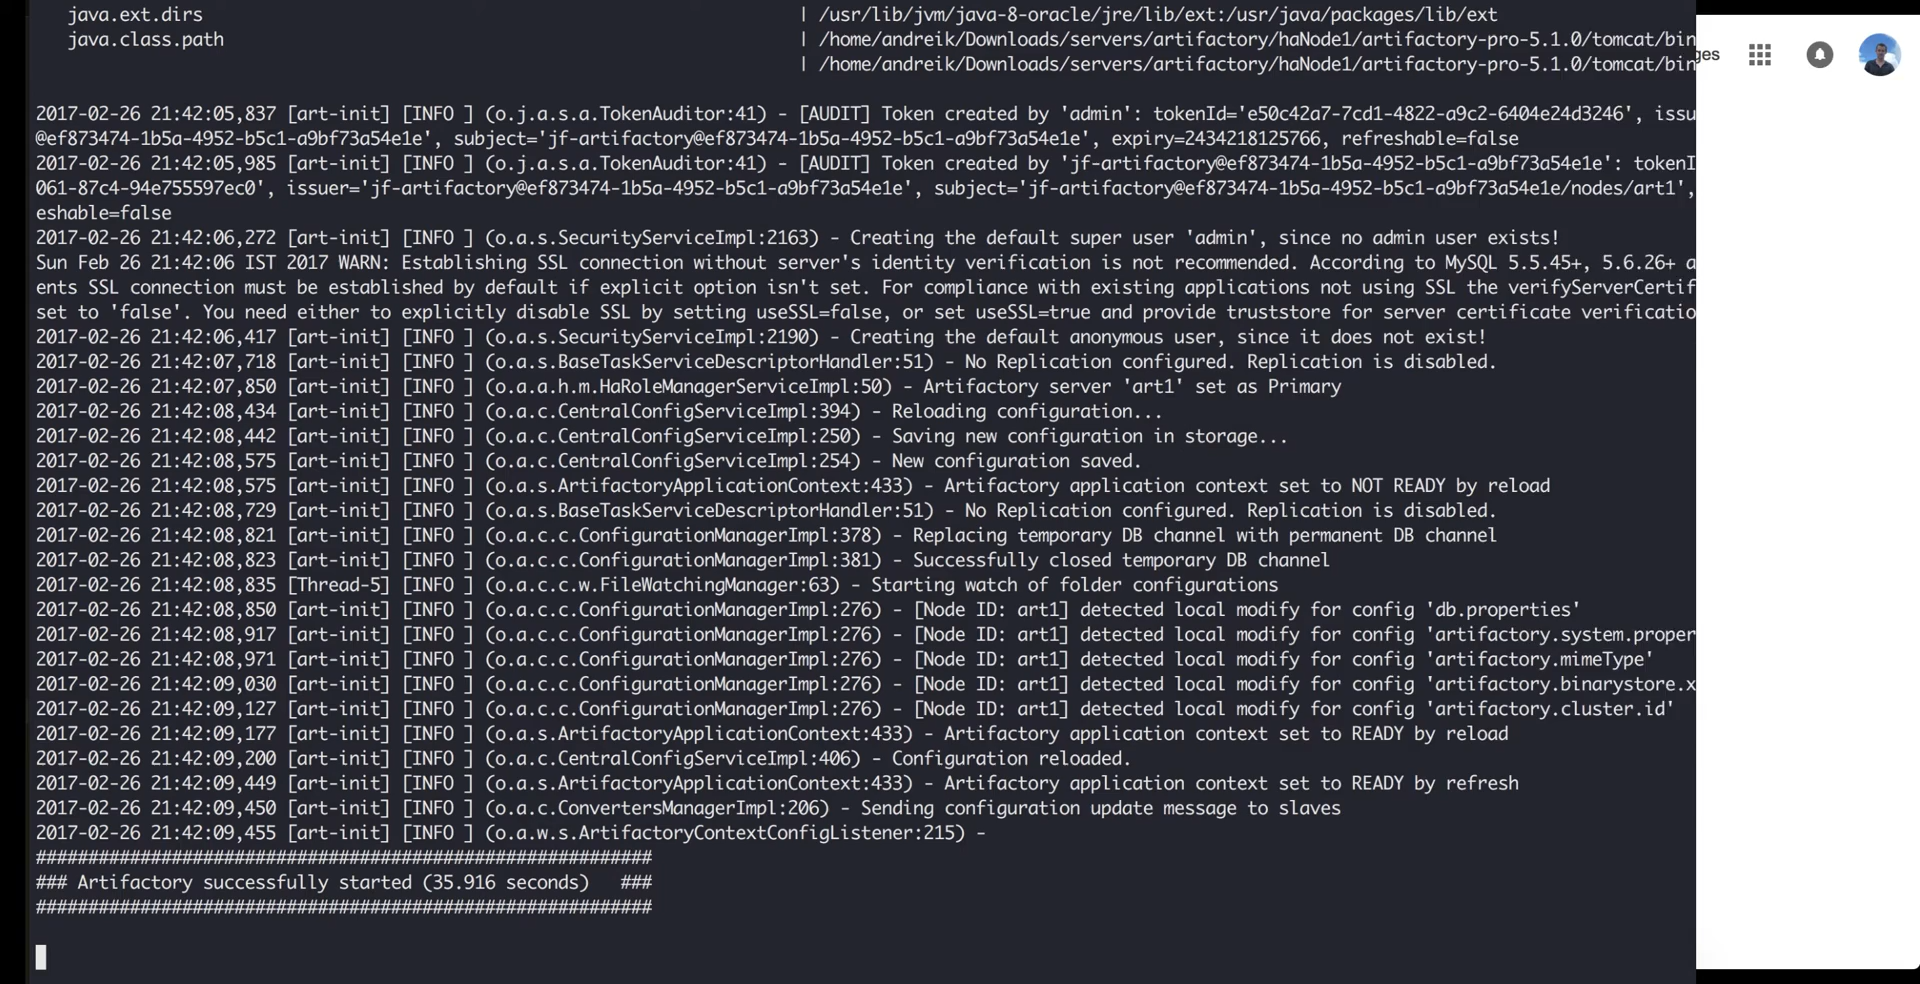 java.ext.dirs | /usr/lib/jvm/java-8-oracle/jre/lib/ext:/usr/java/packages/lib/ext
java.class.path | /home/andreik/Downloads/servers/artifactory/haNode1/artifactory-pro-5.1.0/tomcat/bin
| /home/andreik/Downloads/servers/artifactory/haNode1/artifactory-pro-5.1.0/tomcat/bin
ges
2017-02-26 21:42:05,837 [art-init] [INFO ] (o.j.a.s.a.TokenAuditor:41) - [AUDIT] Token created by 'admin': tokenId='e50c42a7-7cd1-4822-a9c2-6404e24d3246', issu
@ef873474-1b5a-4952-b5c1-a9bf73a54e1e', subject='jf-artifactory@ef873474-1b5a-4952-b5c1-a9bf73a54e1e', expiry=2434218125766, refreshable=false
2017-02-26 21:42:05,985 [art-init] [INFO ] (o.j.a.s.a.TokenAuditor:41) - [AUDIT] Token created by 'jf-artifactory@ef873474-1b5a-4952-b5c1-a9bf73a54e1e': tokenI
061-87c4-94e755597ec0', issuer='jf-artifactory@ef873474-1b5a-4952-b5c1-a9bf73a54e1e', subject='jf-artifactory@ef873474-1b5a-4952-b5c1-a9bf73a54e1e/nodes/art1',
eshable=false
2017-02-26 21:42:06,272 [art-init] [INFO ] (o.a.s.SecurityServiceImpl:2163) - Creating the default super user 'admin', since no admin user exists!
Sun Feb 26 21:42:06 IST 2017 WARN: Establishing SSL connection without server's identity verification is not recommended. According to MySQL 5.5.45+, 5.6.26+ a
ents SSL connection must be established by default if explicit option isn't set. For compliance with existing applications not using SSL the verifyServerCertif
set to 'false'. You need either to explicitly disable SSL by setting useSSL=false, or set useSSL=true and provide truststore for server certificate verificatio
2017-02-26 21:42:06,417 [art-init] [INFO ] (o.a.s.SecurityServiceImpl:2190) - Creating the default anonymous user, since it does not exist!
2017-02-26 21:42:07,718 [art-init] [INFO ] (o.a.s.BaseTaskServiceDescriptorHandler:51) - No Replication configured. Replication is disabled.
2017-02-26 21:42:07,850 [art-init] [INFO ] (o.a.a.h.m.HaRoleManagerServiceImpl:50) - Artifactory server 'art1' set as Primary
2017-02-26 21:42:08,434 [art-init] [INFO ] (o.a.c.CentralConfigServiceImpl:394) - Reloading configuration...
2017-02-26 21:42:08,442 [art-init] [INFO ] (o.a.c.CentralConfigServiceImpl:250) - Saving new configuration in storage...
2017-02-26 21:42:08,575 [art-init] [INFO ] (o.a.c.CentralConfigServiceImpl:254) - New configuration saved.
2017-02-26 21:42:08,575 [art-init] [INFO ] (o.a.s.ArtifactoryApplicationContext:433) - Artifactory application context set to NOT READY by reload
2017-02-26 21:42:08,729 [art-init] [INFO ] (o.a.s.BaseTaskServiceDescriptorHandler:51) - No Replication configured. Replication is disabled.
2017-02-26 21:42:08,821 [art-init] [INFO ] (o.a.c.c.ConfigurationManagerImpl:378) - Replacing temporary DB channel with permanent DB channel
2017-02-26 21:42:08,823 [art-init] [INFO ] (o.a.c.c.ConfigurationManagerImpl:381) - Successfully closed temporary DB channel
2017-02-26 21:42:08,835 [Thread-5] [INFO ] (o.a.c.c.w.FileWatchingManager:63) - Starting watch of folder configurations
2017-02-26 21:42:08,850 [art-init] [INFO ] (o.a.c.c.ConfigurationManagerImpl:276) - [Node ID: art1] detected local modify for config 'db.properties'
2017-02-26 21:42:08,917 [art-init] [INFO ] (o.a.c.c.ConfigurationManagerImpl:276) - [Node ID: art1] detected local modify for config 'artifactory.system.proper
2017-02-26 21:42:08,971 [art-init] [INFO ] (o.a.c.c.ConfigurationManagerImpl:276) - [Node ID: art1] detected local modify for config 'artifactory.mimeType'
2017-02-26 21:42:09,030 [art-init] [INFO ] (o.a.c.c.ConfigurationManagerImpl:276) - [Node ID: art1] detected local modify for config 'artifactory.binarystore.x
2017-02-26 21:42:09,127 [art-init] [INFO ] (o.a.c.c.ConfigurationManagerImpl:276) - [Node ID: art1] detected local modify for config 'artifactory.cluster.id'
2017-02-26 21:42:09,177 [art-init] [INFO ] (o.a.s.ArtifactoryApplicationContext:433) - Artifactory application context set to READY by reload
2017-02-26 21:42:09,200 [art-init] [INFO ] (o.a.c.CentralConfigServiceImpl:406) - Configuration reloaded.
2017-02-26 21:42:09,449 [art-init] [INFO ] (o.a.s.ArtifactoryApplicationContext:433) - Artifactory application context set to READY by refresh
2017-02-26 21:42:09,450 [art-init] [INFO ] (o.a.c.ConvertersManagerImpl:206) - Sending configuration update message to slaves
2017-02-26 21:42:09,455 [art-init] [INFO ] (o.a.w.s.ArtifactoryContextConfigListener:215) -
###########################################################
### Artifactory successfully started (35.916 seconds)   ###
###########################################################